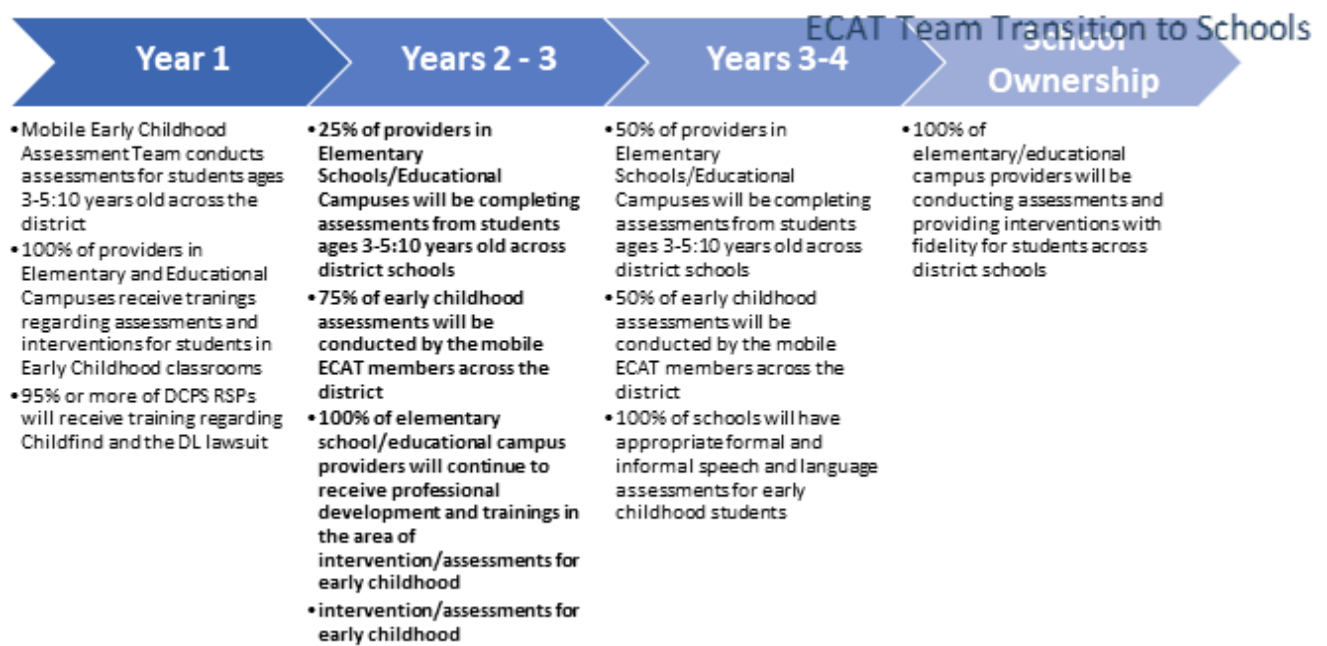 ECAT Team Transition to Schools
Year 1
•Mobile Early Childhood
Assessment Team conducts
assessments for students ages
3-5:10 years old across the
district
•100% of providers in
Elementary and Educational
Campuses receive tranings
regarding assessments and
interventions for students in
Early Childhood classrooms
•95% or more of DCPS RSPs
will receive training regarding
Childfind and the DL lawsuit
Years 2 - 3
•25% of providers in
Elementary
Schools/Educational
Campuses will be completing
assessments from students
ages 3-5:10 years old across
district schools
•75% of early childhood
assessments will be
conducted by the mobile
ECAT members across the
district
•100% of elementary
school/educational campus
providers will continue to
receive professional
development and trainings in
the area of
intervention/assessments for
early childhood
•intervention/assessments for
early childhood
Years 3-4
•50% of providers in
Elementary
Schools/Educational
Campuses will be completing
assessments from students
ages 3-5:10 years old across
district schools
•50% of early childhood
assessments will be
conducted by the mobile
ECAT members across the
district
•100% of schools will have
appropriate formal and
informal speech and language
assessments for early
childhood students
School
Ownership
•100% of
elementary/educational
campus providers will be
conducting assessments and
providing interventions with
fidelity for students across
district schools